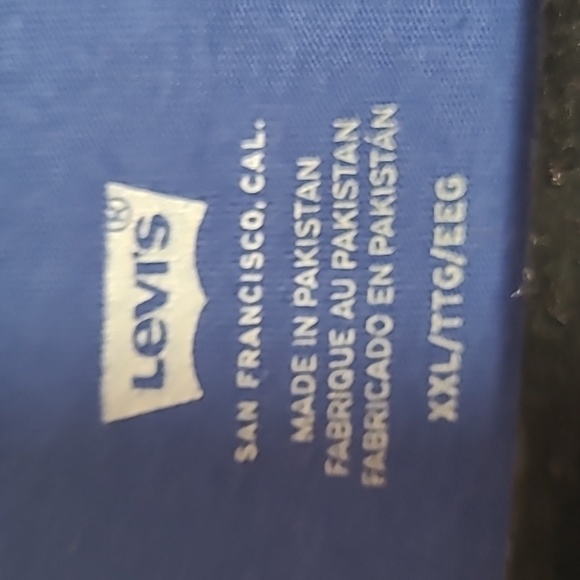 Levi's ®
SAN FRANCISCO, CAL.
MADE IN PAKISTAN
FABRIQUE AU PAKISTAN
FABRICADO EN PAKISTÁN
XXL/TTG/EEG